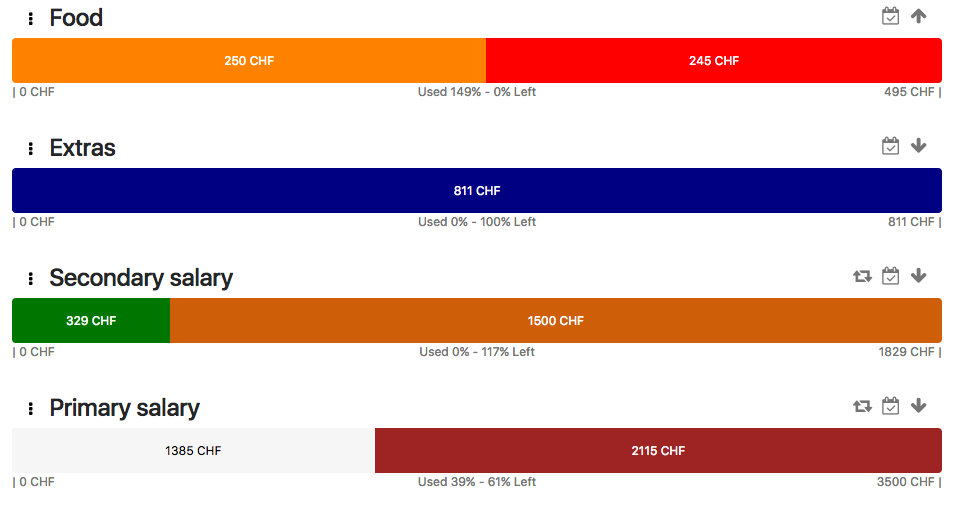 Food
250 CHF 245 CHF
| 0 CHF Used 149% - 0% Left 495 CHF |
Extras
811 CHF
| 0 CHF Used 0% - 100% Left 811 CHF |
Secondary salary
329 CHF 1500 CHF
| 0 CHF Used 0% - 117% Left 1829 CHF |
Primary salary
1385 CHF 2115 CHF
| 0 CHF Used 39% - 61% Left 3500 CHF |